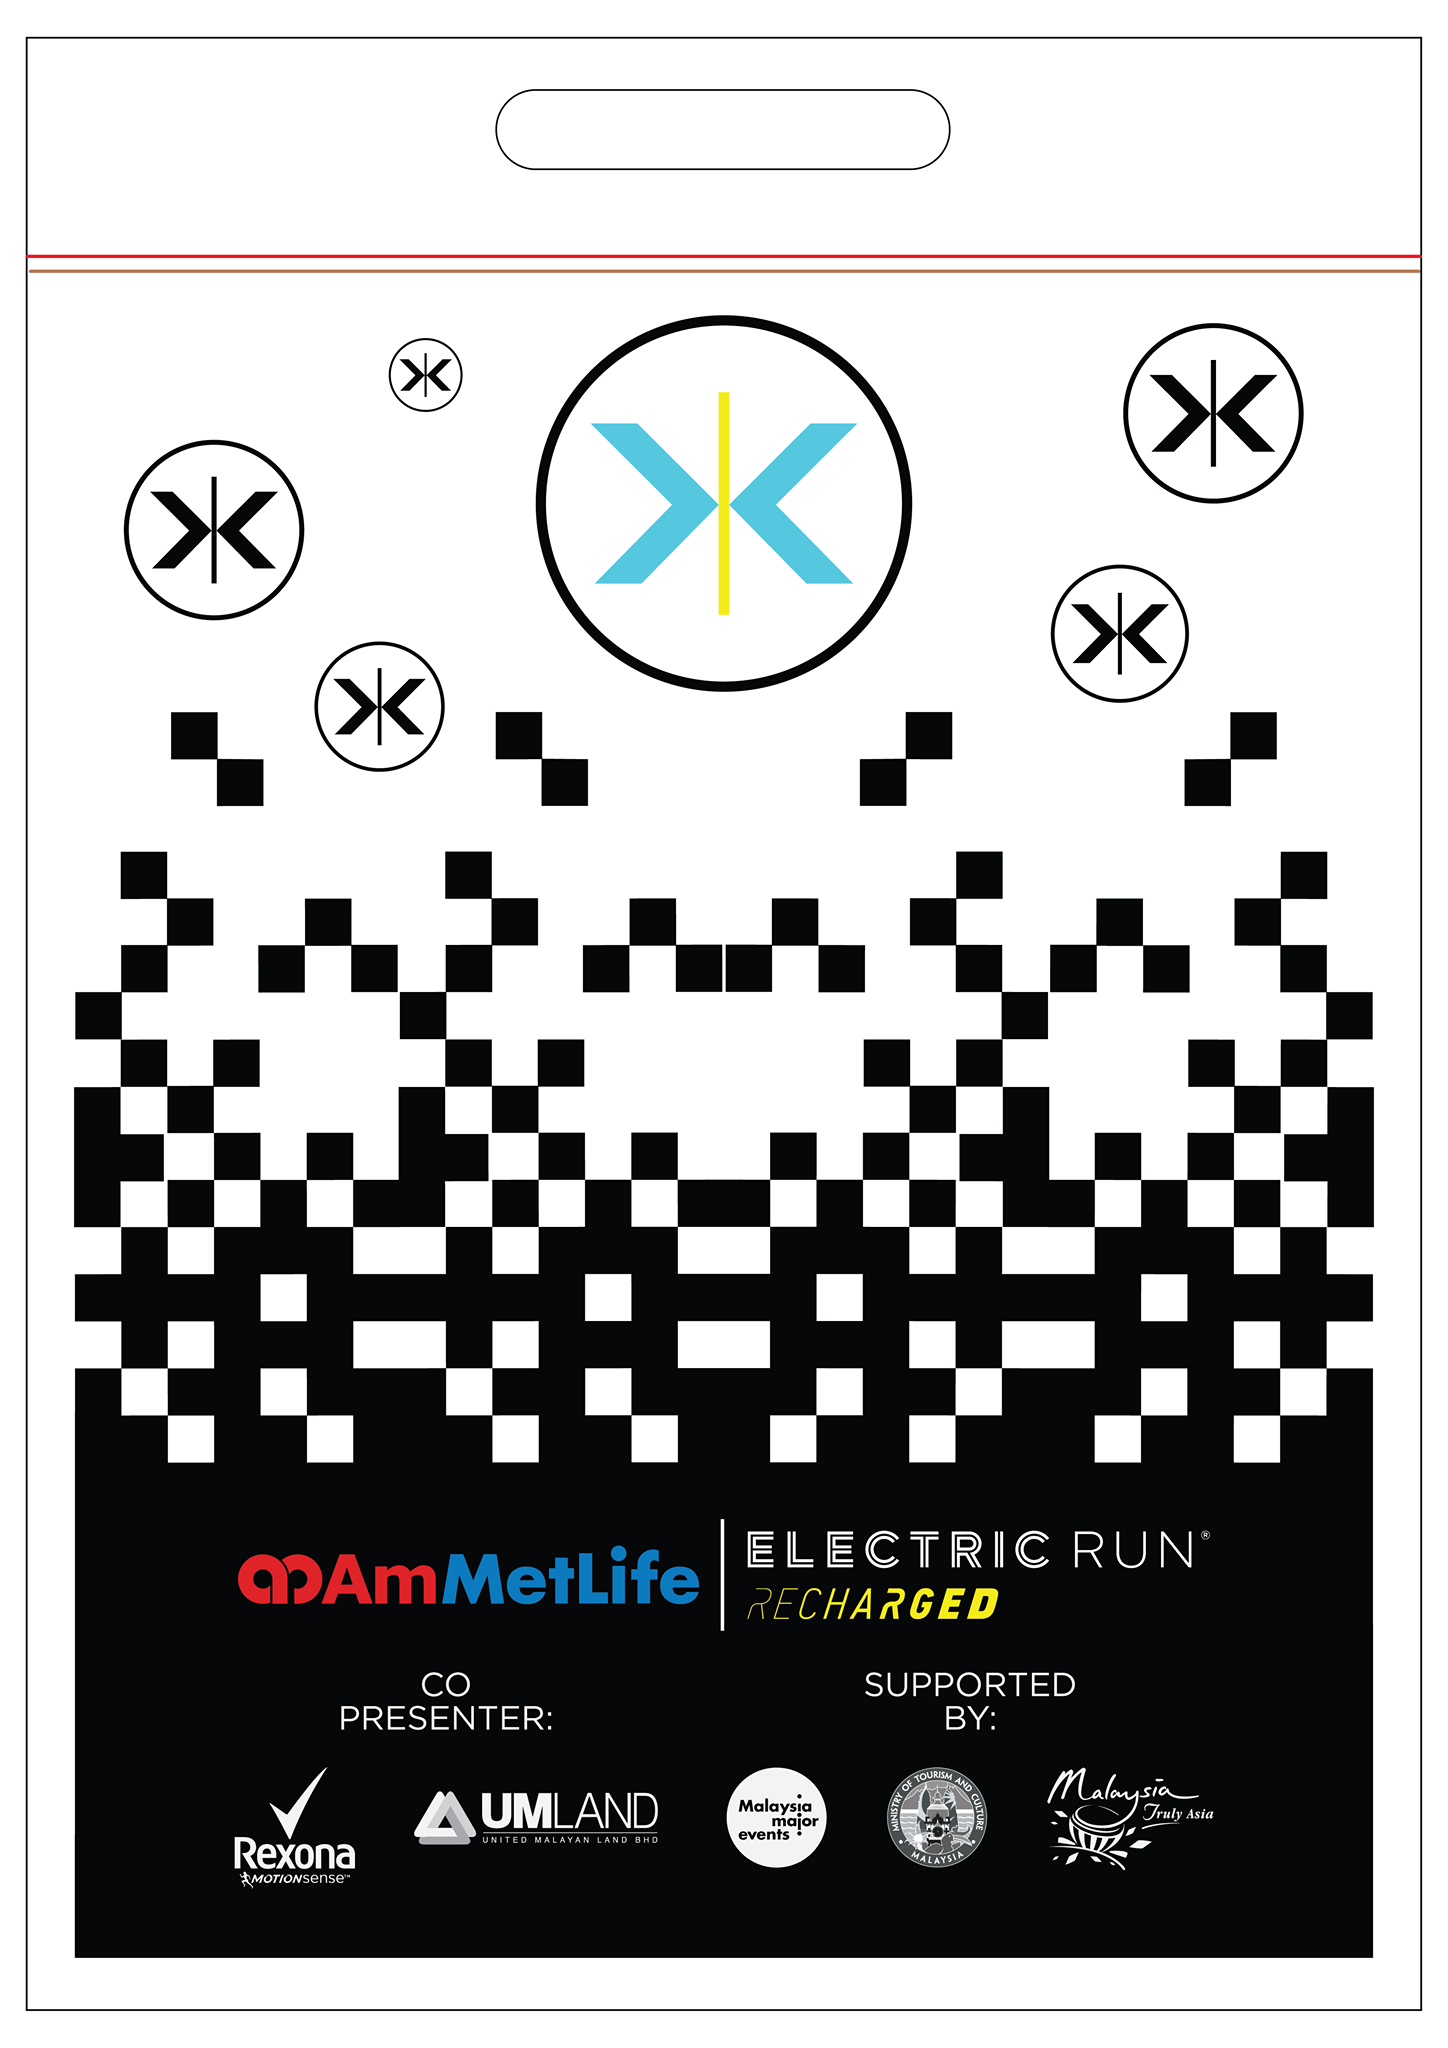 AmMetLife
ELECTRIC RUN®
RECHARGED
CO
PRESENTER:
SUPPORTED
BY:
Rexona
MOTIONsense™
UMLAND
UNITED MALAYAN LAND BHD
Malaysia
major
events
MINISTRY OF TOURISM AND CULTURE
MALAYSIA
Malaysia
Truly Asia